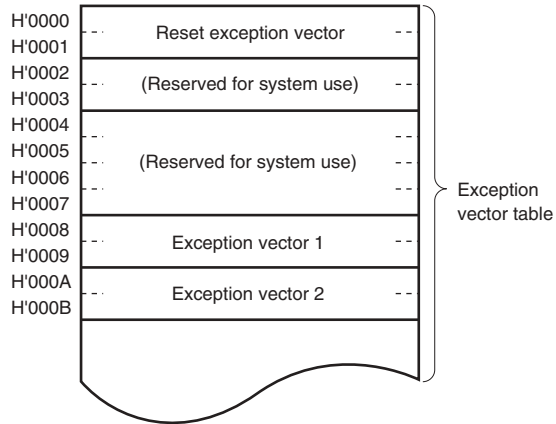 H'0000
H'0001
Reset exception vector
H'0002
H'0003
(Reserved for system use)
H'0004
H'0005
H'0006
H'0007
(Reserved for system use)
H'0008
H'0009
Exception vector 1
H'000A
H'000B
Exception vector 2
Exception
vector table